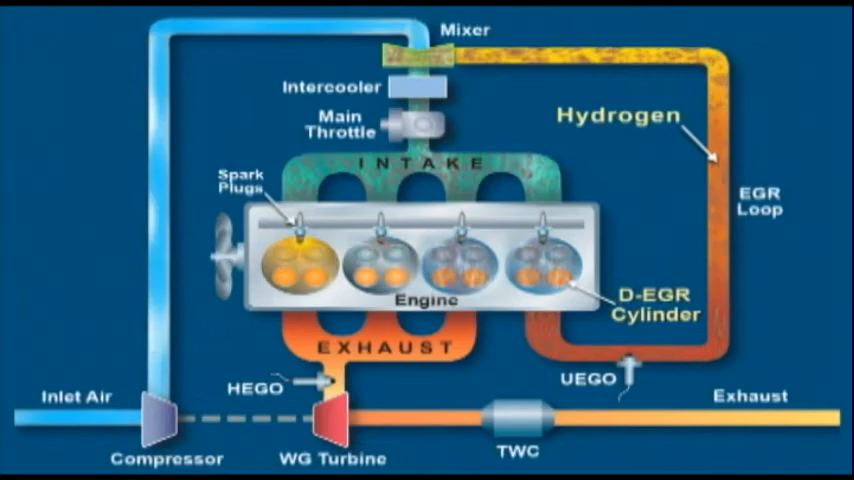 Mixer
Intercooler
Main
Throttle
Hydrogen
INTAKE
Spark
Plugs
EGR
Loop
Engine
D-EGR
Cylinder
EXHAUST
HEGO
UEGO
Inlet Air
Exhaust
Compressor
WG Turbine
TWC